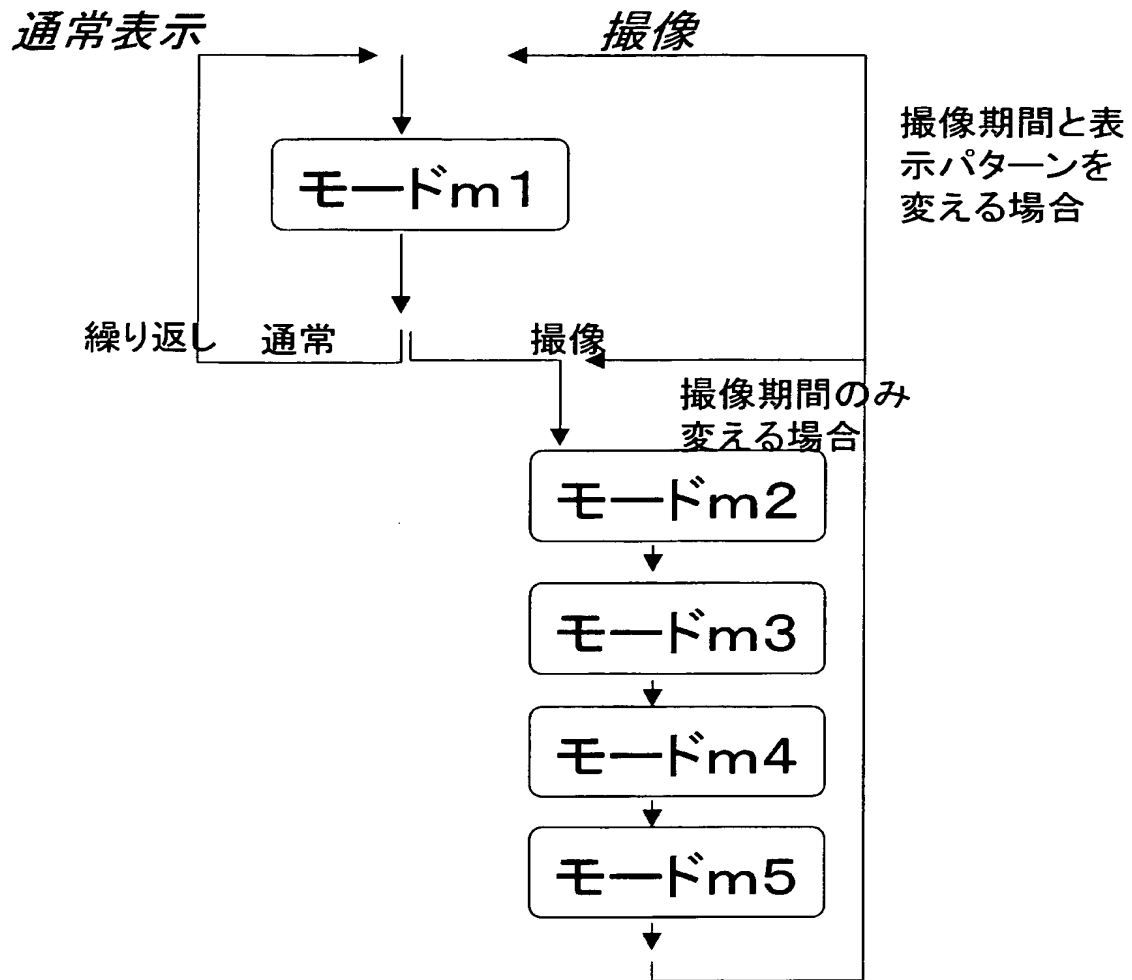 通常表示
撮像
撮像期間と表
示パターンを
変える場合
モードm1
繰り返し
通常
撮像
撮像期間のみ
変える場合
モードm2
モードm3
モードm4
モードm5